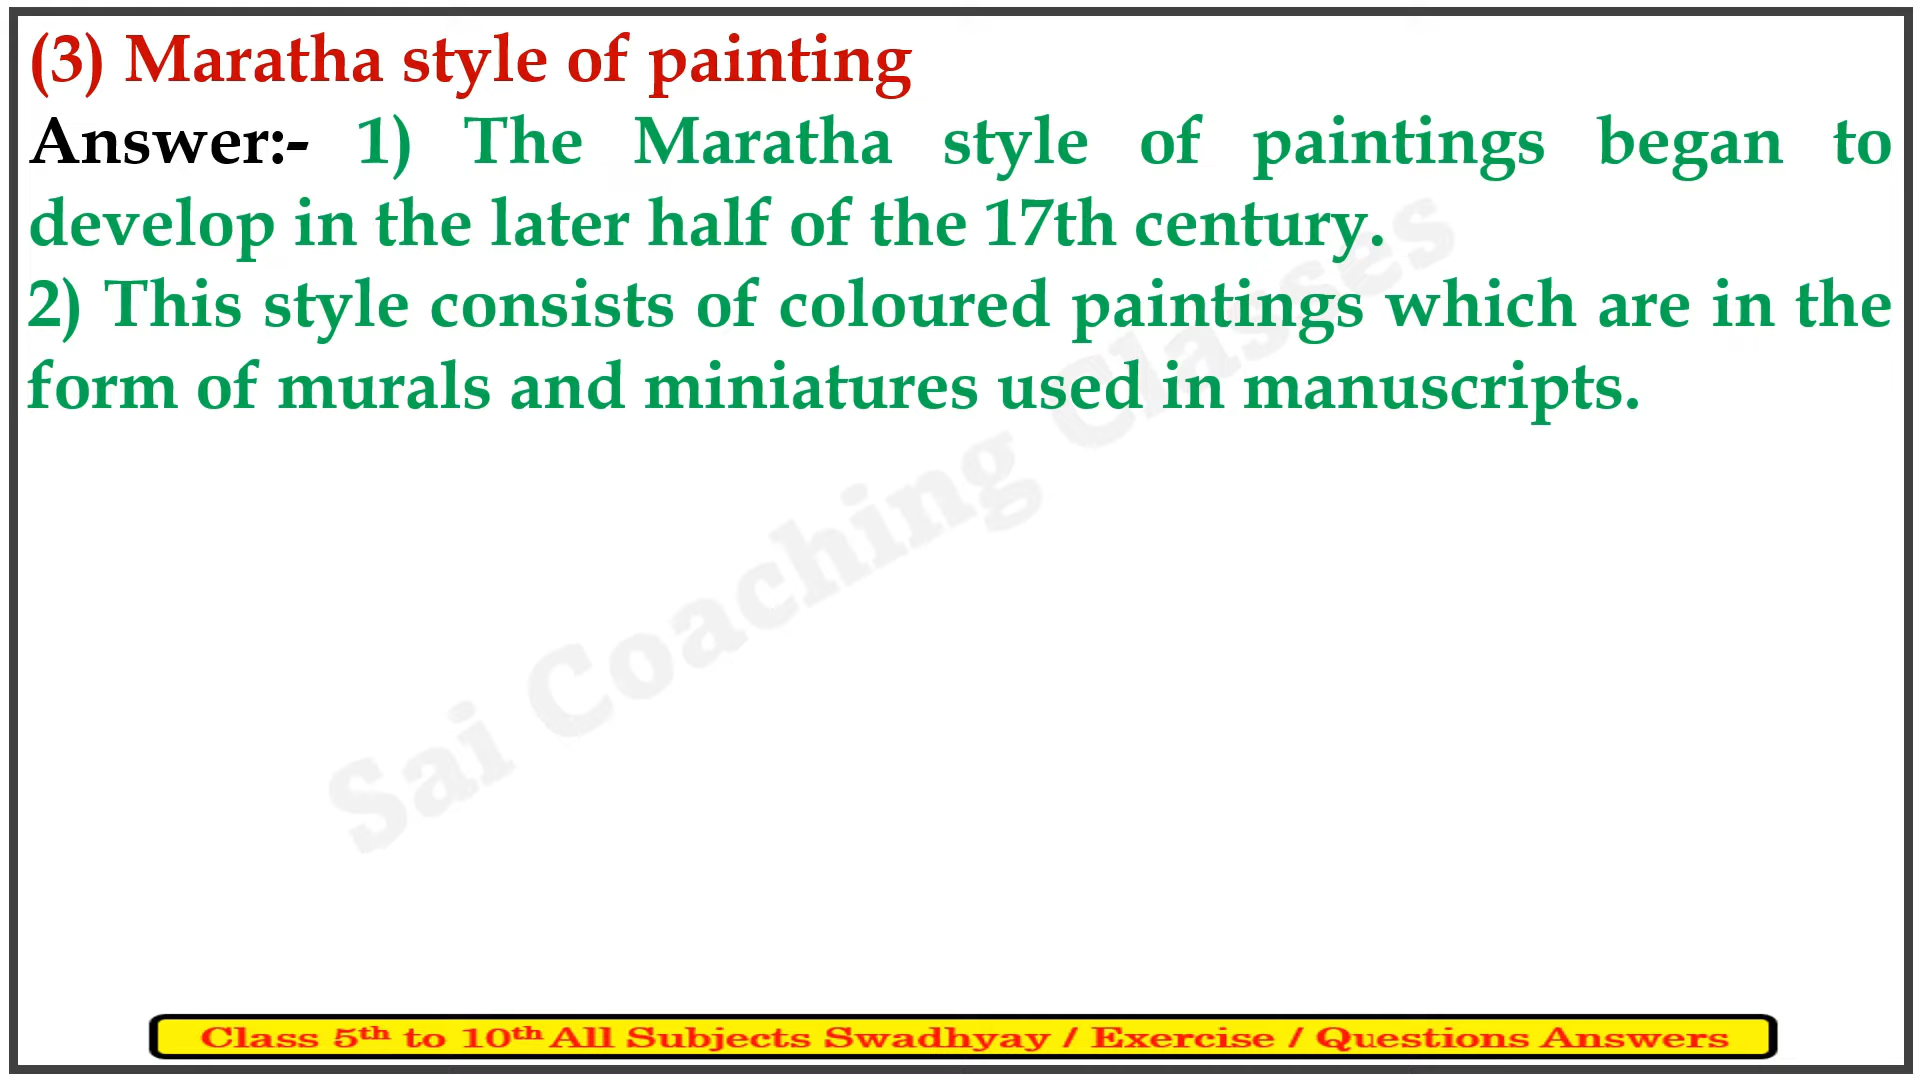 (3) Maratha style of painting
Answer:- 1) The Maratha style of paintings began to
develop in the later half of the 17th century.
2) This style consists of coloured paintings which are in the
form of murals and miniatures used in manuscripts.
Sai Coaching Classes
Class 5th to 10th All Subjects Swadhyay / Exercise / Questions Answers